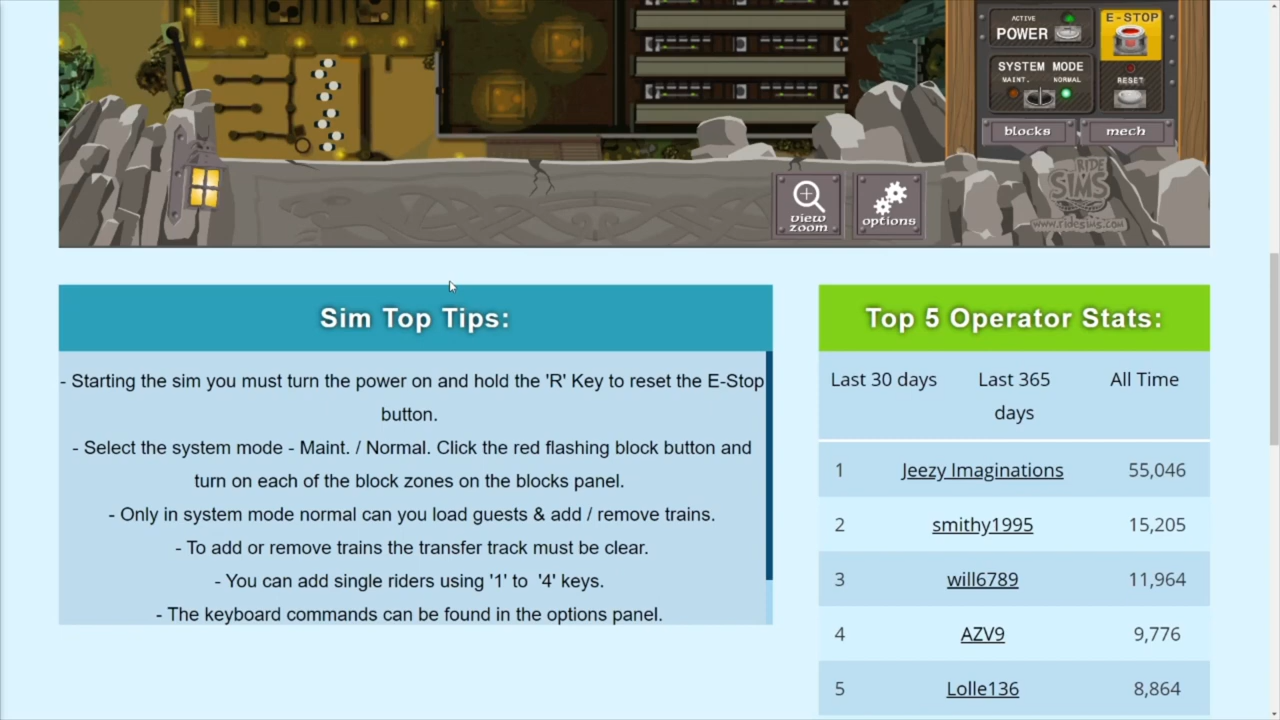 ACTIVE
POWER
E-STOP
SYSTEM MODE
MAINT. NORMAL
RESET
blocks mech
view zoom
options
RIDE
SIMS
www.ridesims.com
Sim Top Tips:
- Starting the sim you must turn the power on and hold the 'R' Key to reset the E-Stop
button.
- Select the system mode - Maint. / Normal. Click the red flashing block button and
turn on each of the block zones on the blocks panel.
- Only in system mode normal can you load guests & add / remove trains.
- To add or remove trains the transfer track must be clear.
- You can add single riders using '1' to  '4' keys.
- The keyboard commands can be found in the options panel.
Top 5 Operator Stats:
Last 30 days Last 365 All Time
days
1 Jeezy Imaginations 55,046
2 smithy1995 15,205
3 will6789 11,964
4 AZV9 9,776
5 Lolle136 8,864